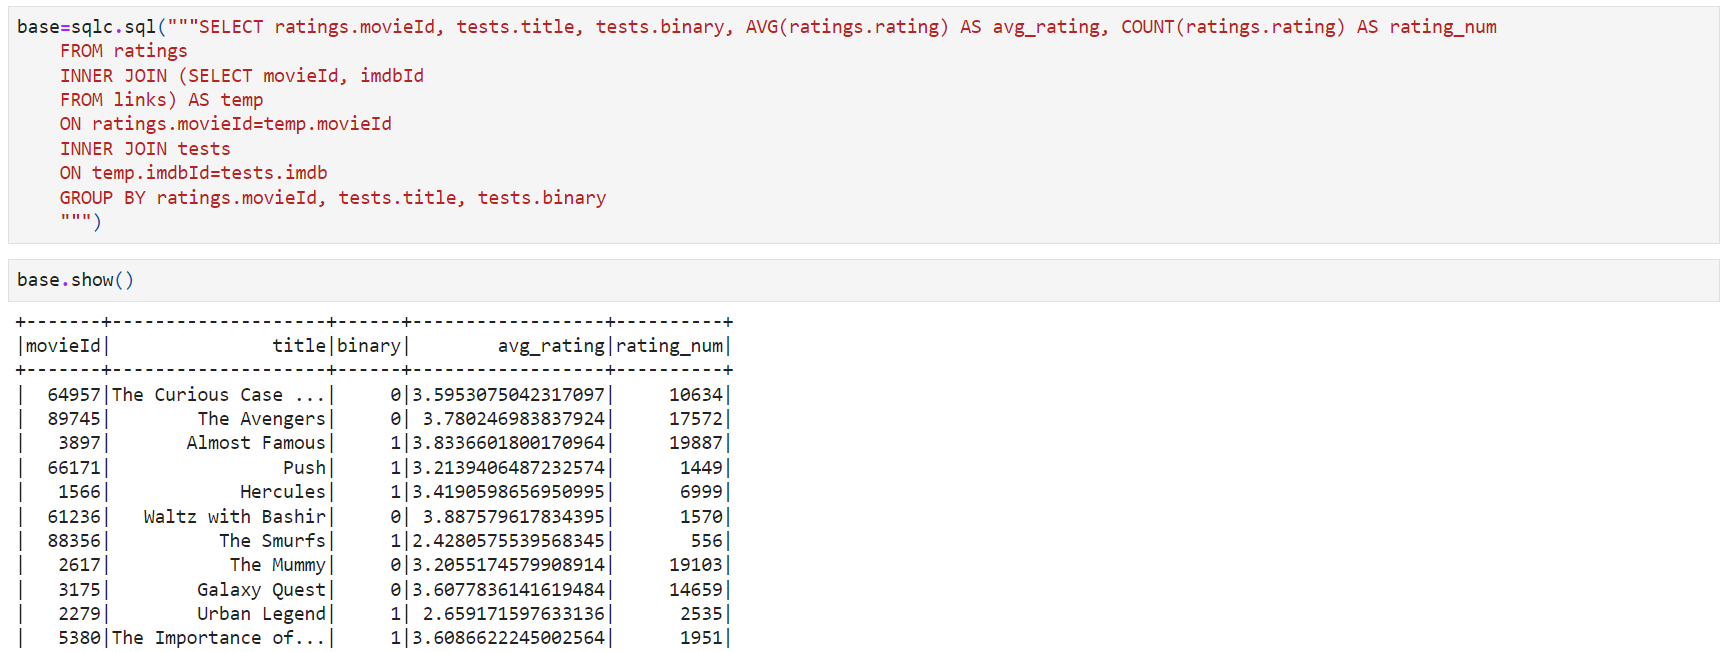 base=sqlc.sql("""SELECT ratings.movieId, tests.title, tests.binary, AVG(ratings.rating) AS avg_rating, COUNT(ratings.rating) AS rating_num
    FROM ratings
    INNER JOIN (SELECT movieId, imdbId
    FROM links) AS temp
    ON ratings.movieId=temp.movieId
    INNER JOIN tests
    ON temp.imdbId=tests.imdb
    GROUP BY ratings.movieId, tests.title, tests.binary
    """)
base.show()
+-------+--------------------+------+------------------+----------+
|movieId|               title|binary|        avg_rating|rating_num|
+-------+--------------------+------+------------------+----------+
|  64957|The Curious Case ...|     0|3.5953075042317097|     10634|
|  89745|        The Avengers|     0| 3.780246983837924|     17572|
|   3897|       Almost Famous|     1|3.8336601800170964|     19887|
|  66171|                Push|     1|3.2139406487232574|      1449|
|   1566|            Hercules|     1|3.4190598656950995|      6999|
|  61236|   Waltz with Bashir|     0| 3.887579617834395|      1570|
|  88356|          The Smurfs|     1|2.4280575539568345|       556|
|   2617|           The Mummy|     0|3.2055174579908914|     19103|
|   3175|        Galaxy Quest|     0|3.6077836141619484|     14659|
|   2279|        Urban Legend|     1| 2.659171597633136|      2535|
|   5380|The Importance of...|     1|3.6086622245002564|      1951|